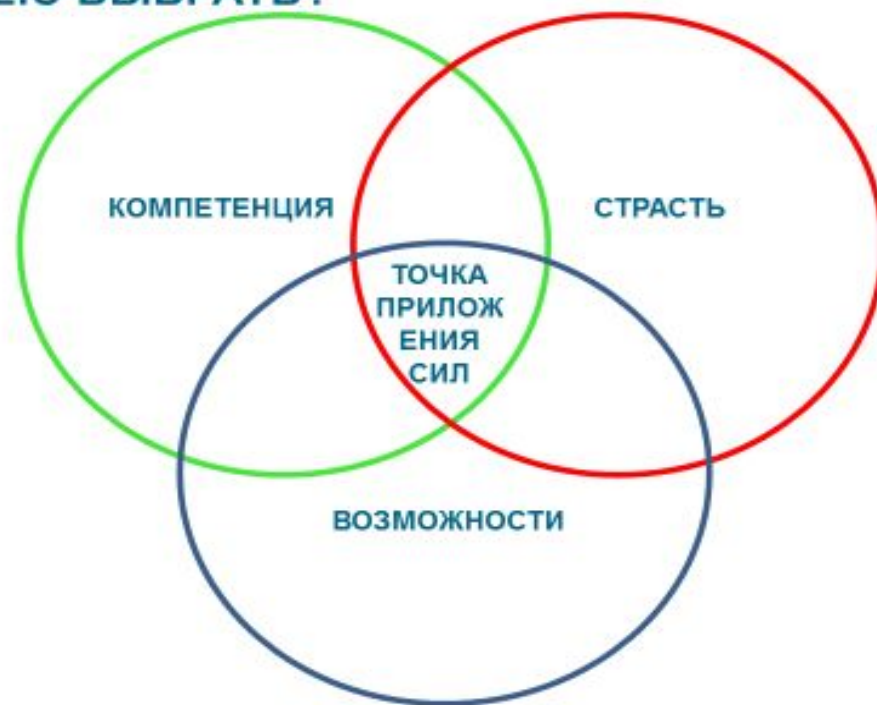 КОМПЕТЕНЦИЯ
СТРАСТЬ
ТОЧКА
ПРИЛОЖ
ЕНИЯ
СИЛ
ВОЗМОЖНОСТИ